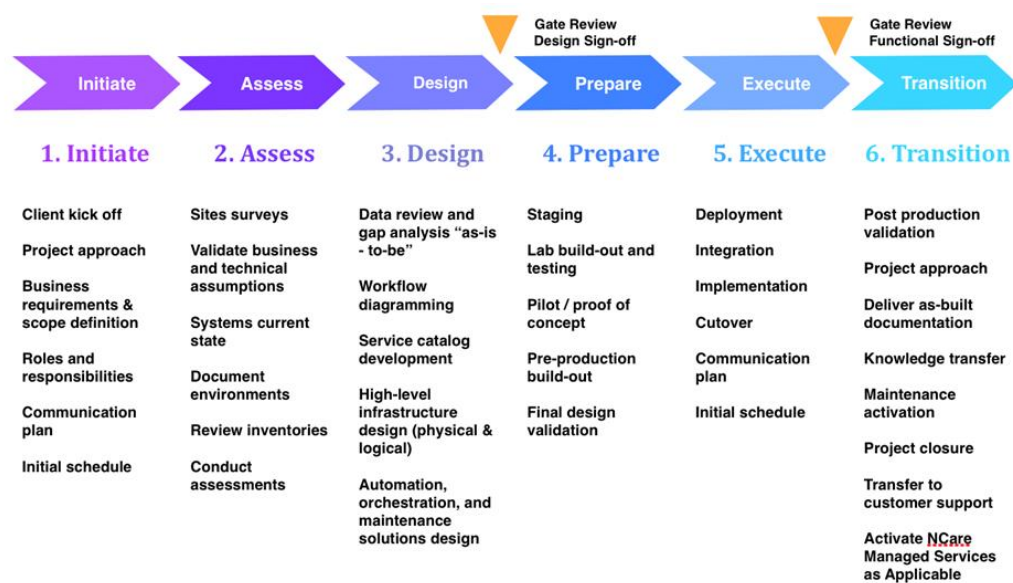 Gate Review
Design Sign-off
Gate Review
Functional Sign-off
Initiate
Assess
Design
Prepare
Execute
Transition
1. Initiate
2. Assess
3. Design
4. Prepare
5. Execute
6. Transition
Client kick off
Project approach
Business
requirements &
scope definition
Roles and
responsibilities
Communication
plan
Initial schedule
Sites surveys
Validate business
and technical
assumptions
Systems current
state
Document
environments
Review inventories
Conduct
assessments
Data review and
gap analysis “as-is
- to-be”
Workflow
diagramming
Service catalog
development
High-level
infrastructure
design (physical &
logical)
Automation,
orchestration, and
maintenance
solutions design
Staging
Lab build-out and
testing
Pilot / proof of
concept
Pre-production
build-out
Final design
validation
Deployment
Integration
Implementation
Cutover
Communication
plan
Initial schedule
Post production
validation
Project approach
Deliver as-built
documentation
Knowledge transfer
Maintenance
activation
Project closure
Transfer to
customer support
Activate NCare
Managed Services
as Applicable